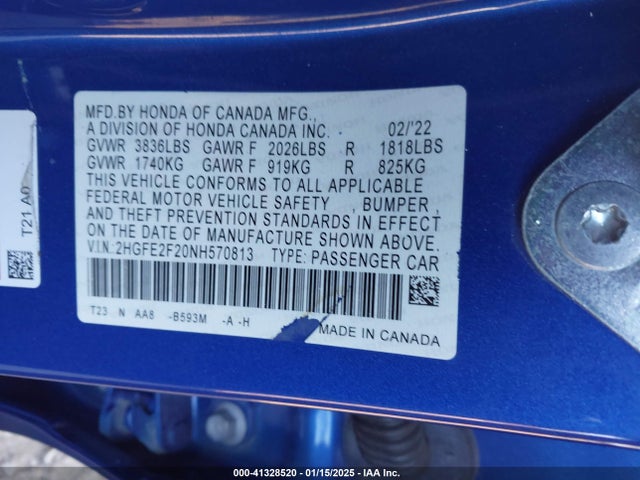 MFD.BY HONDA OF CANADA MFG.,
A DIVISION OF HONDA CANADA INC. 02/'22
GVWR 3836LBS GAWR F 2026LBS R 1818LBS
GVWR 1740KG GAWR F 919KG R 825KG
THIS VEHICLE CONFORMS TO ALL APPLICABLE
FEDERAL MOTOR VEHICLE SAFETY , BUMPER ,
AND THEFT PREVENTION STANDARDS IN EFFECT
ON THE DATE OF MANUFACTURE SHOWN ABOVE.
V.I.N.:2HGFE2F20NH570813 TYPE: PASSENGER CAR
T23 N AA8 -B593M -A -H
MADE IN CANADA
T21 A0
000-41328520 01/15/2025 IAA Inc.